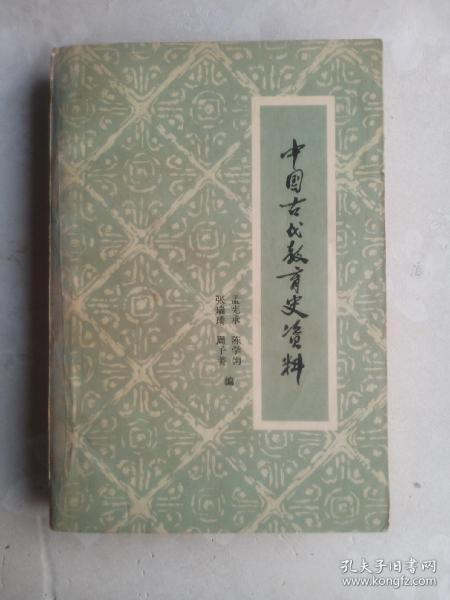 中国古代教育史资料
孟宪承 陈学恂
张瑞璠 周子美
编
孔夫子旧书网
www.kongfz.com